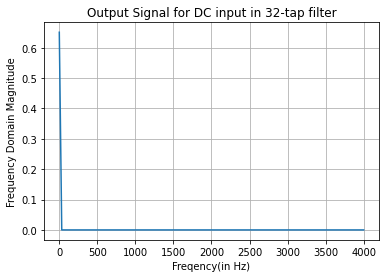 Output Signal for DC input in 32-tap filter
Frequency Domain Magnitude
0.6
0.5
0.4
0.3
0.2
0.1
0.0
0 500 1000 1500 2000 2500 3000 3500 4000
Freqency(in Hz)